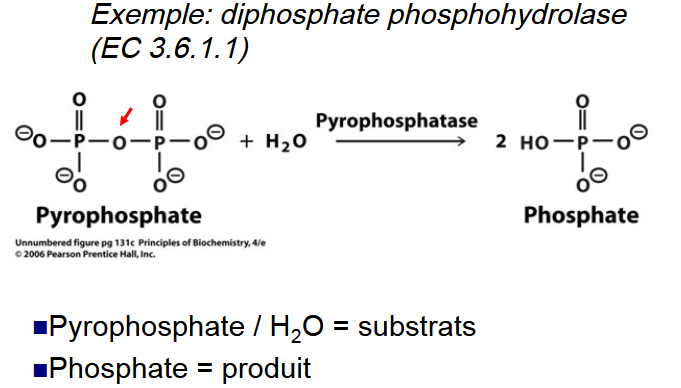 Exemple: diphosphate phosphohydrolase
(EC 3.6.1.1)
O O O
⊖O—P—O—P—O⊖ + H₂O Pyrophosphatase 2 HO—P—O⊖
⊖O O⊖ O⊖
Pyrophosphate Phosphate
Unnumbered figure pg 131c Principles of Biochemistry, 4/e
© 2006 Pearson Prentice Hall, Inc.
Pyrophosphate / H₂O = substrats
Phosphate = produit